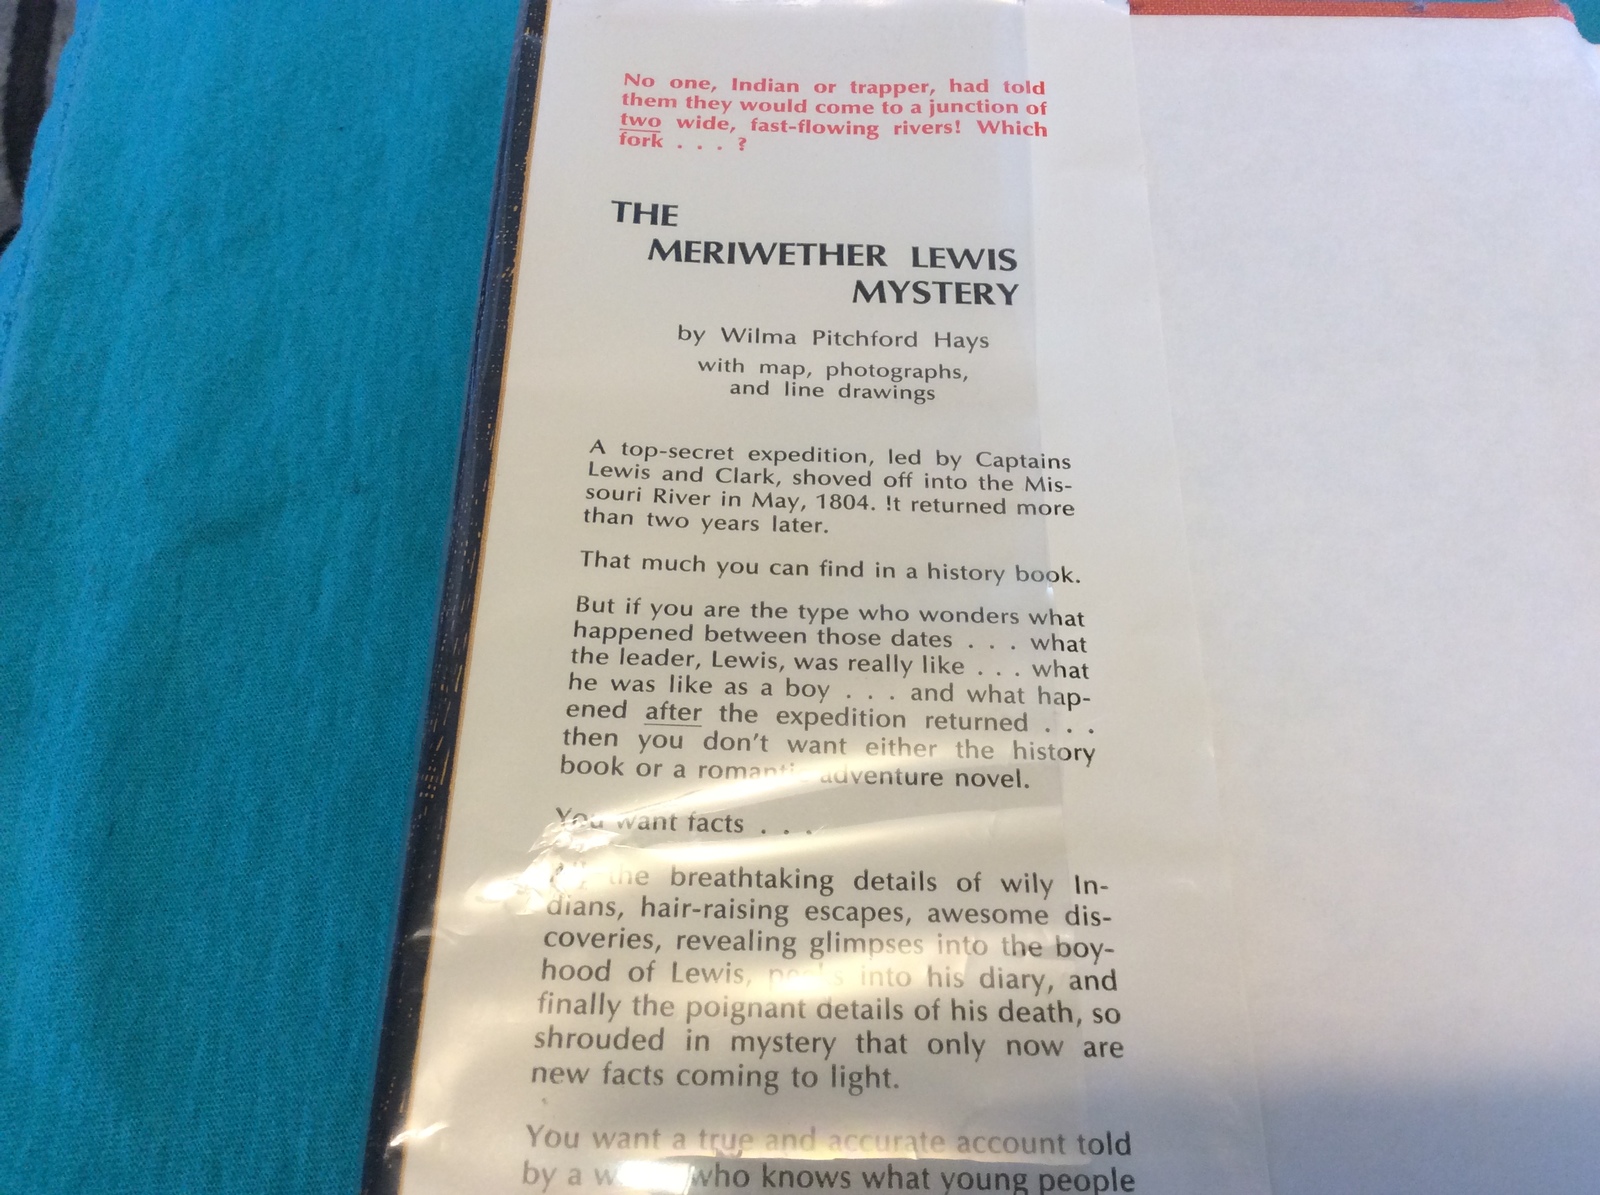 No one, Indian or trapper, had told
them they would come to a junction of
two wide, fast-flowing rivers! Which
fork . . . ?
THE
MERIWETHER LEWIS
MYSTERY
by Wilma Pitchford Hays
with map, photographs,
and line drawings
A top-secret expedition, led by Captains
Lewis and Clark, shoved off into the Mis-
souri River in May, 1804. It returned more
than two years later.
That much you can find in a history book.
But if you are the type who wonders what
happened between those dates . . . what
the leader, Lewis, was really like . . . what
he was like as a boy . . . and what hap-
ened after the expedition returned . . .
then you don't want either the history
book or a romantic adventure novel.
You want facts . . .
the breathtaking details of wily In-
dians, hair-raising escapes, awesome dis-
coveries, revealing glimpses into the boy-
hood of Lewis, into his diary, and
finally the poignant details of his death, so
shrouded in mystery that only now are
new facts coming to light.
You want a true and accurate account told
by a who knows what young people